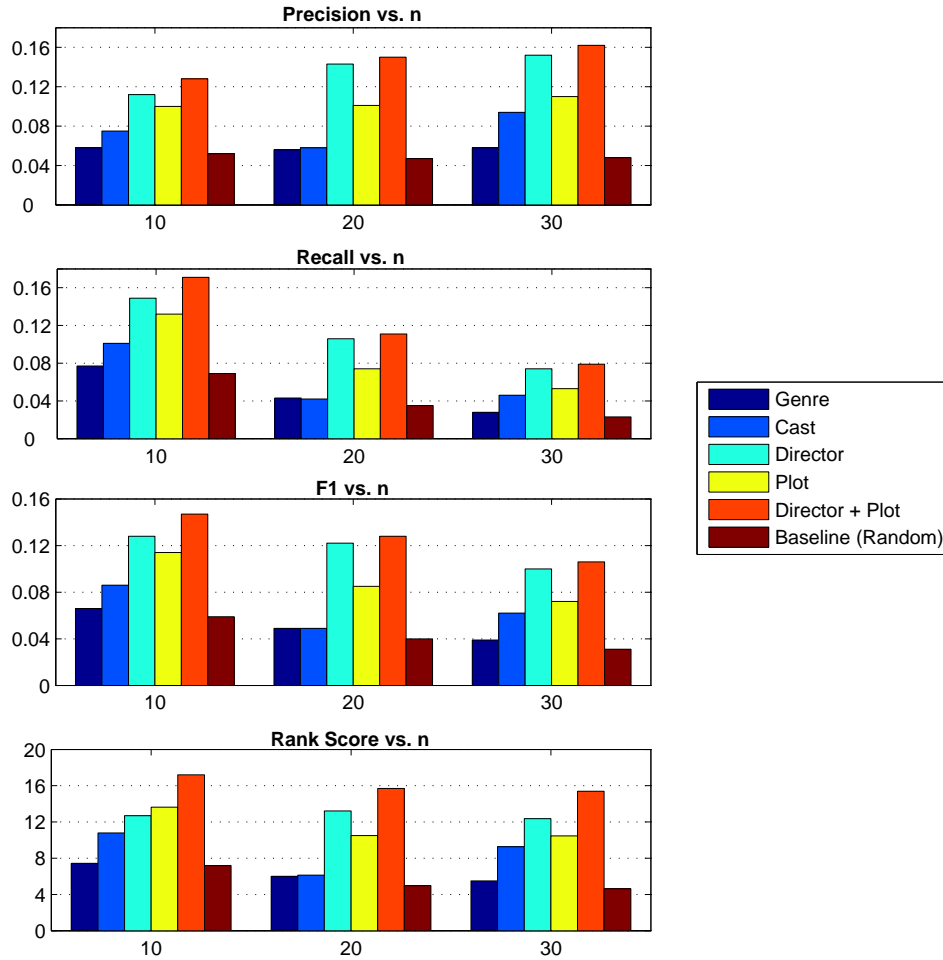 Precision vs. n
0.16
0.12
0.08
0.04
0
10 20 30
Recall vs. n
0.16
0.12
0.08
0.04
0
10 20 30
F1 vs. n
0.16
0.12
0.08
0.04
0
10 20 30
Rank Score vs. n
20
16
12
8
4
0
10 20 30
Genre
Cast
Director
Plot
Director + Plot
Baseline (Random)